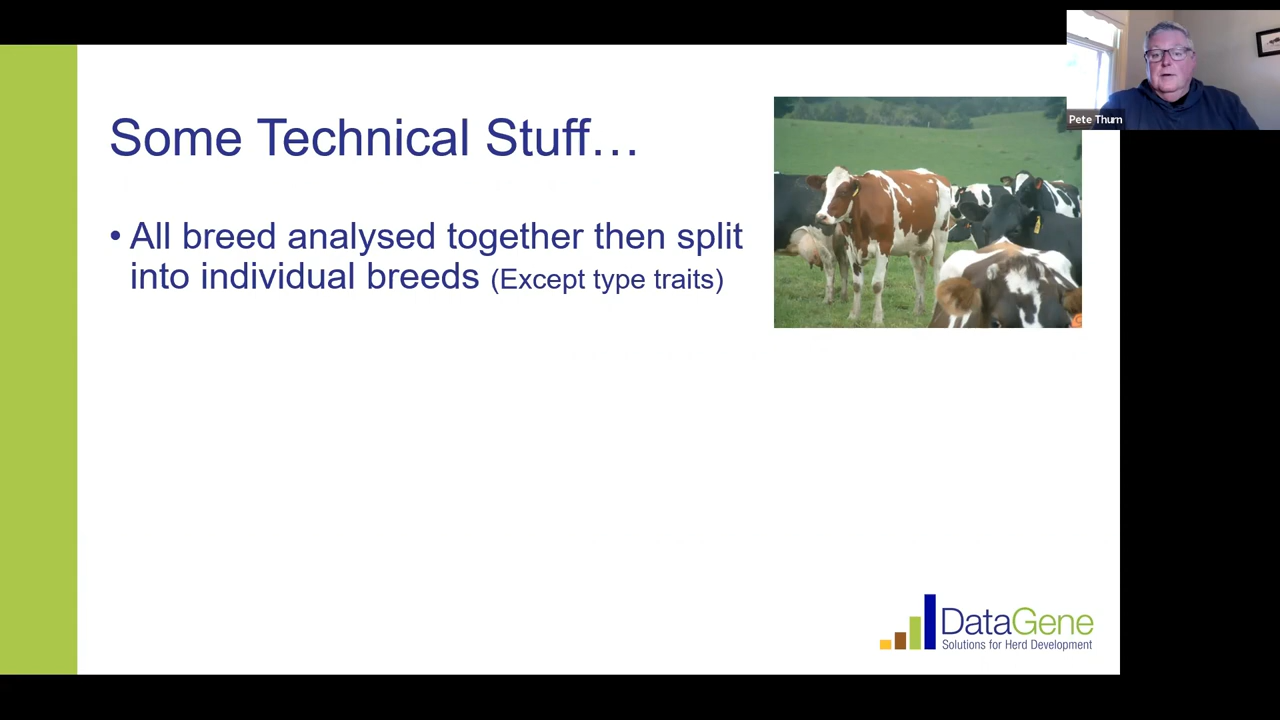 Pete Thurn
Some Technical Stuff…
• All breed analysed together then split
into individual breeds (Except type traits)
DataGene
Solutions for Herd Development